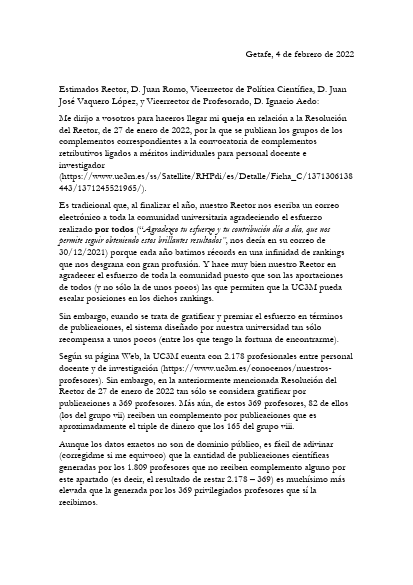 Getafe, 4 de febrero de 2022
Estimados Rector, D. Juan Romo, Vicerrector de Política Científica, D. Juan
José Vaquero López, y Vicerrector de Profesorado, D. Ignacio Aedo:
Me dirijo a vosotros para haceros llegar mi queja en relación a la Resolución
del Rector, de 27 de enero de 2022, por la que se publican los grupos de los
complementos correspondientes a la convocatoria de complementos
retributivos ligados a méritos individuales para personal docente e
investigador
(https://www.uc3m.es/ss/Satellite/RHPdi/es/Detalle/Ficha_C/1371306138
443/1371245521965/).
Es tradicional que, al finalizar el año, nuestro Rector nos escriba un correo
electrónico a toda la comunidad universitaria agradeciendo el esfuerzo
realizado por todos ("Agradezco tu esfuerzo y tu contribución día a día, que nos
permite seguir obteniendo estos brillantes resultados", nos decía en su correo de
30/12/2021) porque cada año batimos récords en una infinidad de rankings
que nos desgrana con gran profusión. Y hace muy bien nuestro Rector en
agradecer el esfuerzo de toda la comunidad puesto que son las aportaciones
de todos (y no sólo la de unos pocos) las que permiten que la UC3M pueda
escalar posiciones en los dichos rankings.
Sin embargo, cuando se trata de gratificar y premiar el esfuerzo en términos
de publicaciones, el sistema diseñado por nuestra universidad tan sólo
recompensa a unos pocos (entre los que tengo la fortuna de encontrarme).
Según su página Web, la UC3M cuenta con 2.178 profesionales entre personal
docente y de investigación (https://www.uc3m.es/conocenos/nuestros-
profesores). Sin embargo, en la anteriormente mencionada Resolución del
Rector de 27 de enero de 2022 tan sólo se considera gratificar por
publicaciones a 369 profesores. Más aún, de estos 369 profesores, 82 de ellos
(los del grupo vii) reciben un complemento por publicaciones que es
aproximadamente el triple de dinero que los 165 del grupo viii.
Aunque los datos exactos no son de dominio público, es fácil de adivinar
(corregidme si me equivoco) que la cantidad de publicaciones científicas
generadas por los 1.809 profesores que no reciben complemento alguno por
este apartado (es decir, el resultado de restar 2.178 – 369) es muchísimo más
elevada que la generada por los 369 privilegiados profesores que sí la
recibimos.